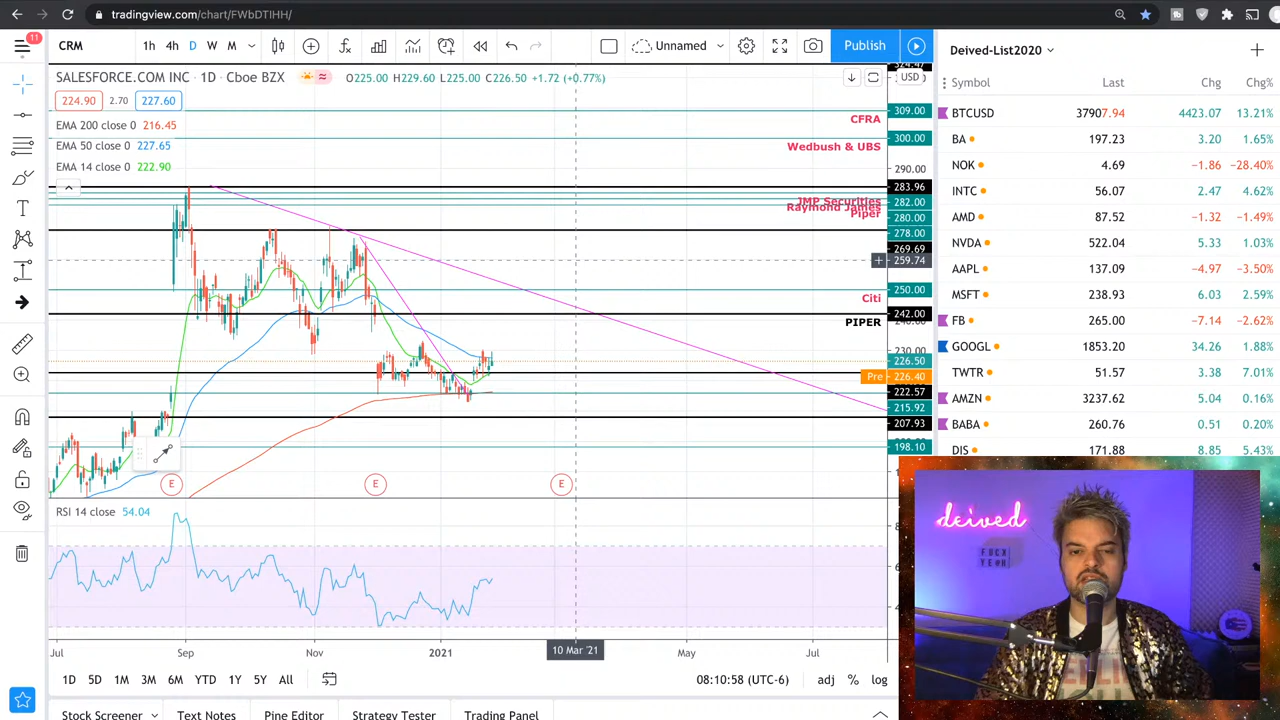 tradingview.com/chart/FWbDTIHH/
11
CRM
1h 4h D W M
Unnamed
Publish
Deived-List2020
SALESFORCE.COM INC · 1D · Cboe BZX O225.00 H229.60 L225.00 C226.50 +1.72 (+0.77%)
USD
224.90 2.70 227.60
EMA 200 close 0 216.45
EMA 50 close 0 227.65
EMA 14 close 0 222.90
324.47
309.00
CFRA
300.00
Wedbush & UBS
290.00
283.96
JMP Securities
282.00
Raymond James
Piper
280.00
278.00
269.69
259.74
250.00
Citi
242.00
PIPER
230.00
226.50
Pre 226.40
222.57
215.92
207.93
198.10
E E E
RSI 14 close 54.04
Jul Sep Nov 2021 10 Mar '21 May Jul
1D 5D 1M 3M 6M YTD 1Y 5Y All
08:10:58 (UTC-6) adj % log
Stock Screener Text Notes Pine Editor Strategy Tester Trading Panel
Symbol Last Chg Chg%
BTCUSD 37907.94 4423.07 13.21%
BA 197.23 3.20 1.65%
NOK 4.69 −1.86 −28.40%
INTC 56.07 2.47 4.62%
AMD 87.52 −1.32 −1.49%
NVDA 522.04 5.33 1.03%
AAPL 137.09 −4.97 −3.50%
MSFT 238.93 6.03 2.59%
FB 265.00 −7.14 −2.62%
GOOGL 1853.20 34.26 1.88%
TWTR 51.57 3.38 7.01%
AMZN 3237.62 5.04 0.16%
BABA 260.76 0.51 0.20%
DIS 171.88 8.85 5.43%
deived
FUCK
YEAH